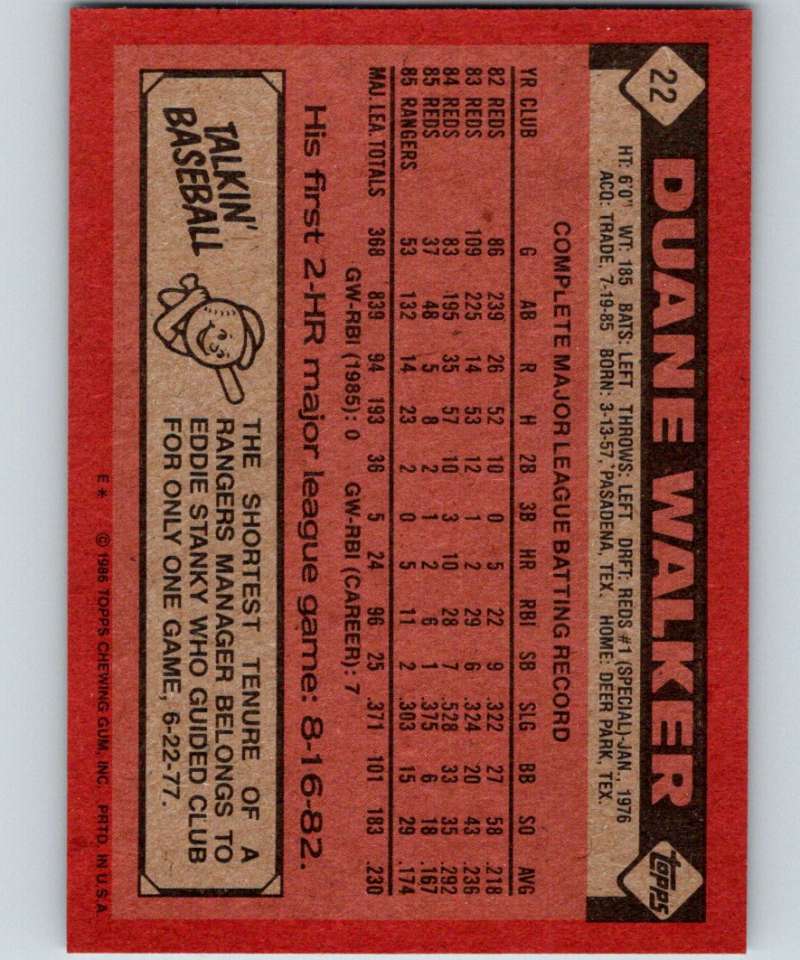 22
DUANE WALKER
topps
HT: 6'0" WT: 185 BATS: LEFT THROWS: LEFT DRFT: REDS #1 (SPECIAL)-JAN., 1976
ACQ: TRADE, 7-19-85 BORN: 3-13-57, PASADENA, TEX. HOME: DEER PARK, TEX.
COMPLETE MAJOR LEAGUE BATTING RECORD
YR CLUB G AB R H 2B 3B HR RBI SB SLG BB SO AVG
82 REDS 86 239 26 52 10 0 5 22 9 .322 27 58 .218
83 REDS 109 225 14 53 12 1 2 29 6 .324 20 43 .236
84 REDS 83 195 35 57 10 3 10 28 7 .528 33 35 .292
85 REDS 37 48 5 8 2 1 2 6 1 .375 6 18 .167
85 RANGERS 53 132 14 23 2 0 5 11 2 .303 15 29 .174
MAJ LEA. TOTALS 368 839 94 193 36 5 24 96 25 .371 101 183 .230
GW-RBI (1985): 0 GW-RBI (CAREER): 7
His first 2-HR major league game: 8-16-82.
TALKIN'
BASEBALL
THE SHORTEST TENURE OF A
RANGERS MANAGER BELONGS TO
EDDIE STANKY WHO GUIDED CLUB
FOR ONLY ONE GAME, 6-22-77.
E* © 1986 TOPPS CHEWING GUM, INC. PRTD. IN U.S.A.